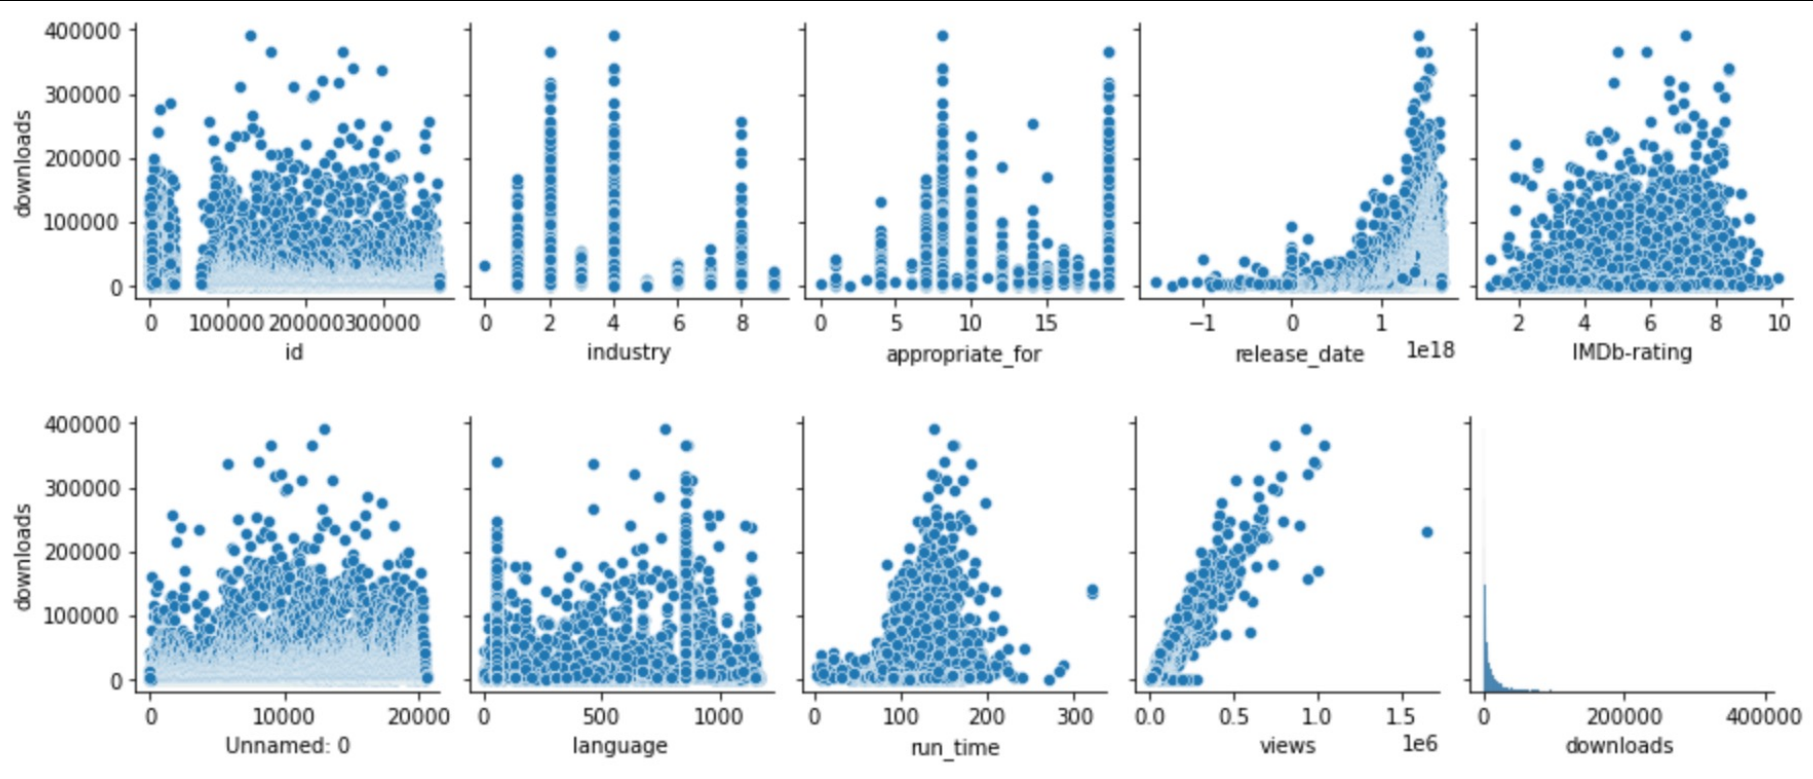 400000
300000
200000
100000
0
downloads
0 100000 200000 300000
id
0 2 4 6 8
industry
0 5 10 15
appropriate_for
−1 0 1
1e18
release_date
2 4 6 8 10
IMDb-rating
400000
300000
200000
100000
0
downloads
0 10000 20000
Unnamed: 0
0 500 1000
language
0 100 200 300
run_time
0.0 0.5 1.0 1.5
1e6
views
0 200000 400000
downloads